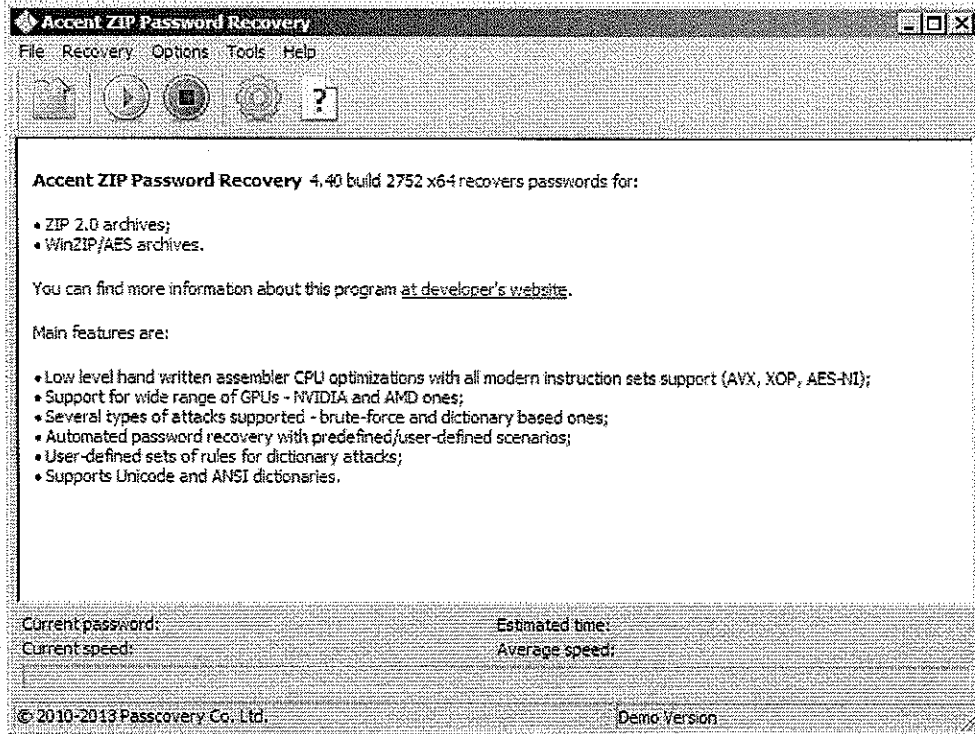 Accent ZIP Password Recovery
File Recovery Options Tools Help
?
Accent ZIP Password Recovery 4.40 build 2752 x64 recovers passwords for:
• ZIP 2.0 archives;
• WinZIP/AES archives.
You can find more information about this program at developer's website.
Main features are:
• Low level hand written assembler CPU optimizations with all modern instruction sets support (AVX, XOP, AES-NI);
• Support for wide range of GPUs - NVIDIA and AMD ones;
• Several types of attacks supported - brute-force and dictionary based ones;
• Automated password recovery with predefined/user-defined scenarios;
• User-defined sets of rules for dictionary attacks;
• Supports Unicode and ANSI dictionaries.
Current password: Estimated time:
Current speed: Average speed:
© 2010-2013 Passcovery Co. Ltd. Demo Version